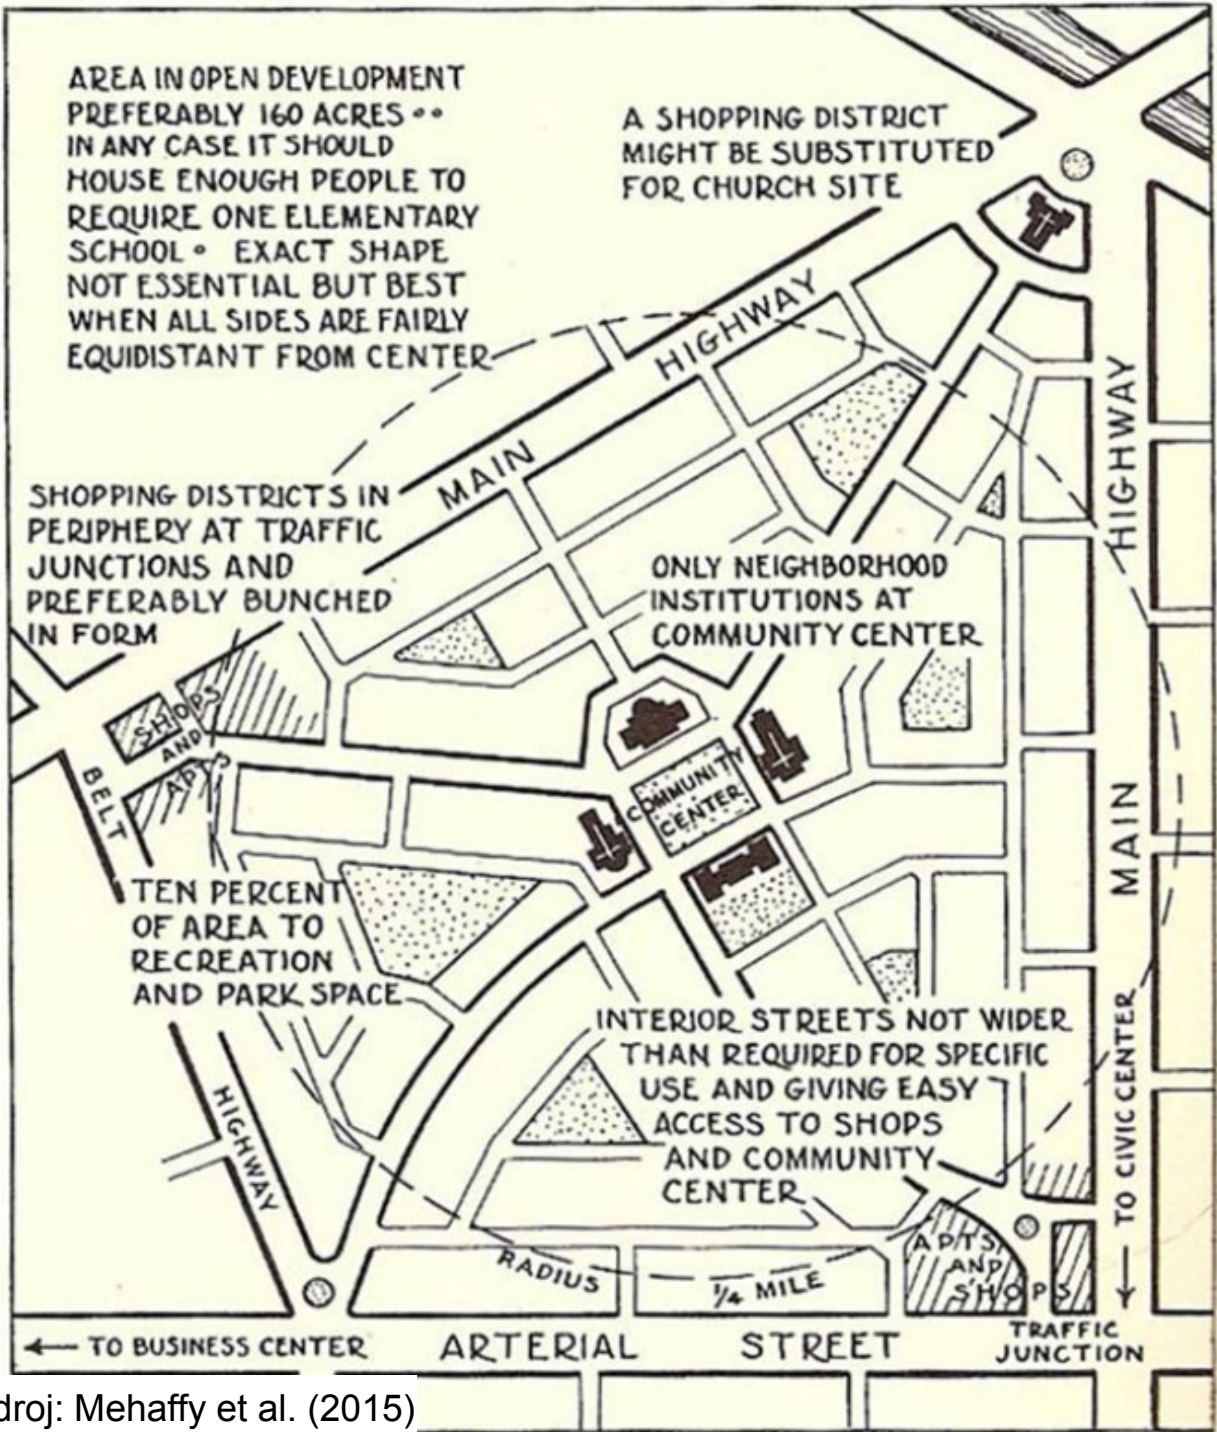 AREA IN OPEN DEVELOPMENT
PREFERABLY 160 ACRES ••
IN ANY CASE IT SHOULD
HOUSE ENOUGH PEOPLE TO
REQUIRE ONE ELEMENTARY
SCHOOL • EXACT SHAPE
NOT ESSENTIAL BUT BEST
WHEN ALL SIDES ARE FAIRLY
EQUIDISTANT FROM CENTER
A SHOPPING DISTRICT
MIGHT BE SUBSTITUTED
FOR CHURCH SITE
MAIN HIGHWAY
HIGHWAY
MAIN
SHOPPING DISTRICTS IN
PERIPHERY AT TRAFFIC
JUNCTIONS AND
PREFERABLY BUNCHED
IN FORM
ONLY NEIGHBORHOOD
INSTITUTIONS AT
COMMUNITY CENTER
SHOPS
AND
APTS
BELT
COMMUNITY
CENTER
TEN PERCENT
OF AREA TO
RECREATION
AND PARK SPACE
HIGHWAY
INTERIOR STREETS NOT WIDER
THAN REQUIRED FOR SPECIFIC
USE AND GIVING EASY
ACCESS TO SHOPS
AND COMMUNITY
CENTER
TO CIVIC CENTER
APTS
AND
SHOPS
RADIUS 1/4 MILE
TRAFFIC
JUNCTION
← TO BUSINESS CENTER
ARTERIAL STREET
droj: Mehaffy et al. (2015)